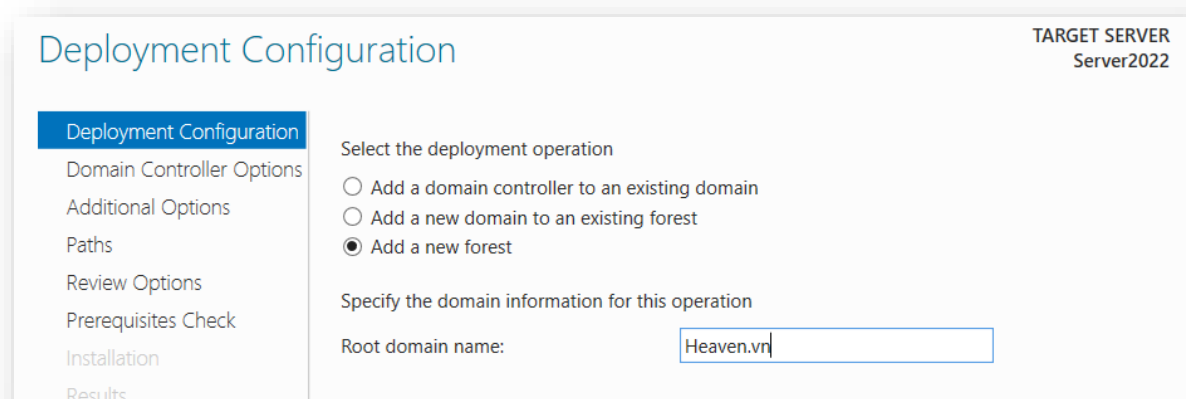 Deployment Configuration
TARGET SERVER
Server2022
Deployment Configuration
Domain Controller Options
Additional Options
Paths
Review Options
Prerequisites Check
Installation
Results
Select the deployment operation
Add a domain controller to an existing domain
Add a new domain to an existing forest
Add a new forest
Specify the domain information for this operation
Root domain name:
Heaven.vn